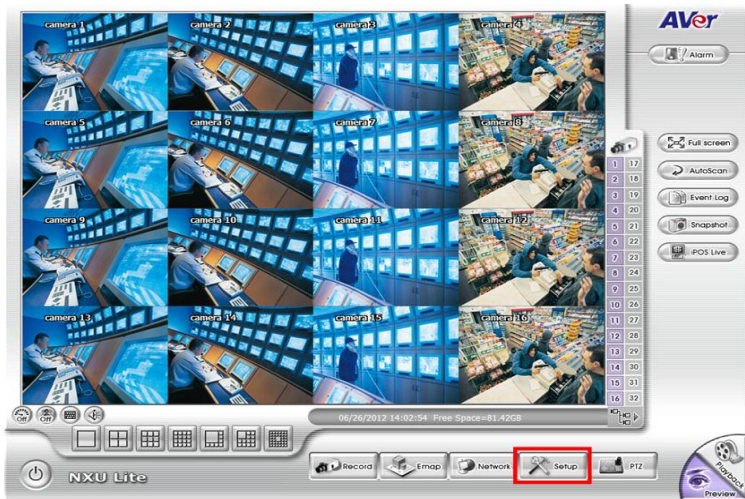 AVer
Alarm
camera 1 camera 2 camera 3 camera 4
camera 5 camera 6 camera 7 camera 8
camera 9 camera 10 camera 11 camera 12
camera 13 camera 14 camera 15 camera 16
1 17
2 18
3 19
4 20
5 21
6 22
7 23
8 24
9 25
10 26
11 27
12 28
13 29
14 30
15 31
16 32
Full screen
AutoScan
Event Log
Snapshot
iPOS Live
Off Off
06/26/2012 14:02:54 Free Space=81.42GB
NXU Lite
Record Emap Network Setup PTZ
Playback
Preview